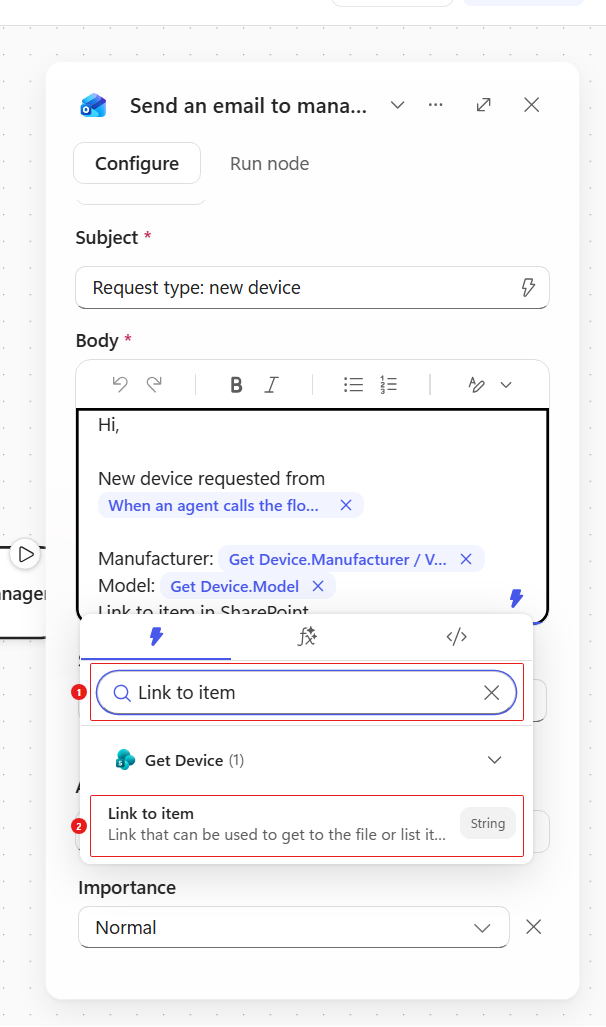 Send an email to mana...
Configure
Run node
Subject *
Request type: new device
Body *
B I
Hi,
New device requested from
When an agent calls the flo...
Manufacturer: Get Device.Manufacturer / V...
Model: Get Device.Model
Link to item in SharePoint
nager
fx
</>
1
Link to item
Get Device (1)
2
Link to item
String
Link that can be used to get to the file or list it...
Importance
Normal